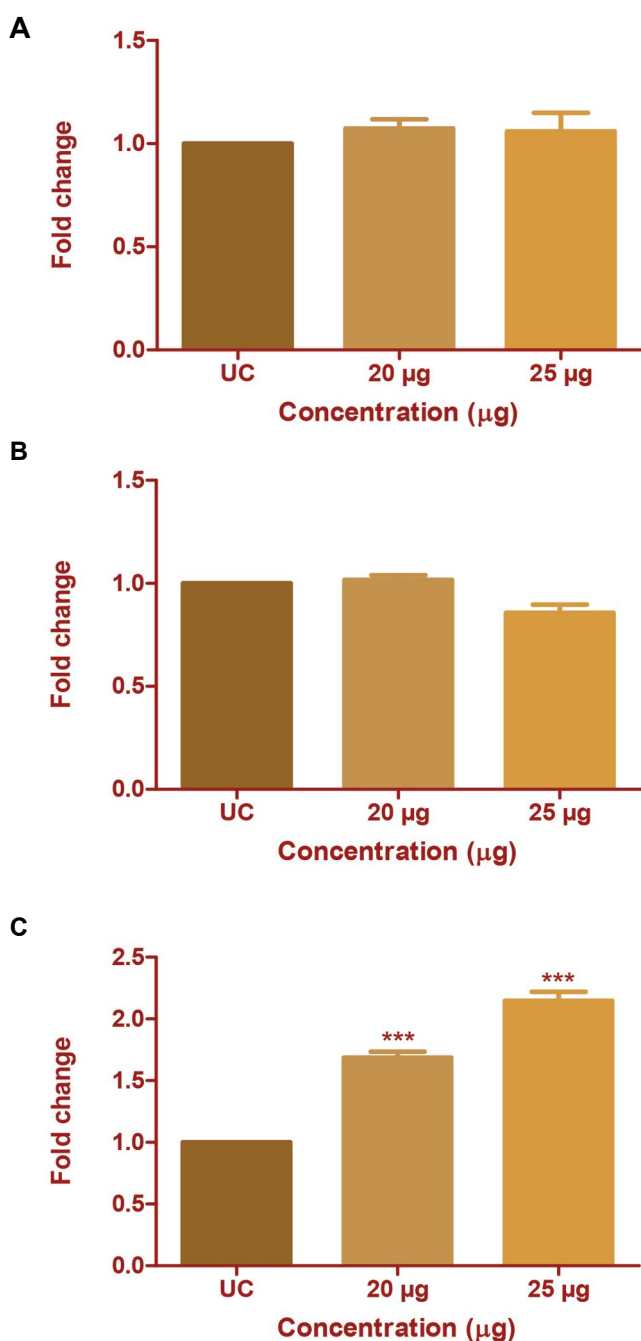 A
1.5
1.0
0.5
0.0
Fold change
UC 20 µg 25 µg
Concentration (µg)
B
1.5
1.0
0.5
0.0
Fold change
UC 20 µg 25 µg
Concentration (µg)
C
2.5
2.0
1.5
1.0
0.5
0.0
Fold change
***
***
UC 20 µg 25 µg
Concentration (µg)